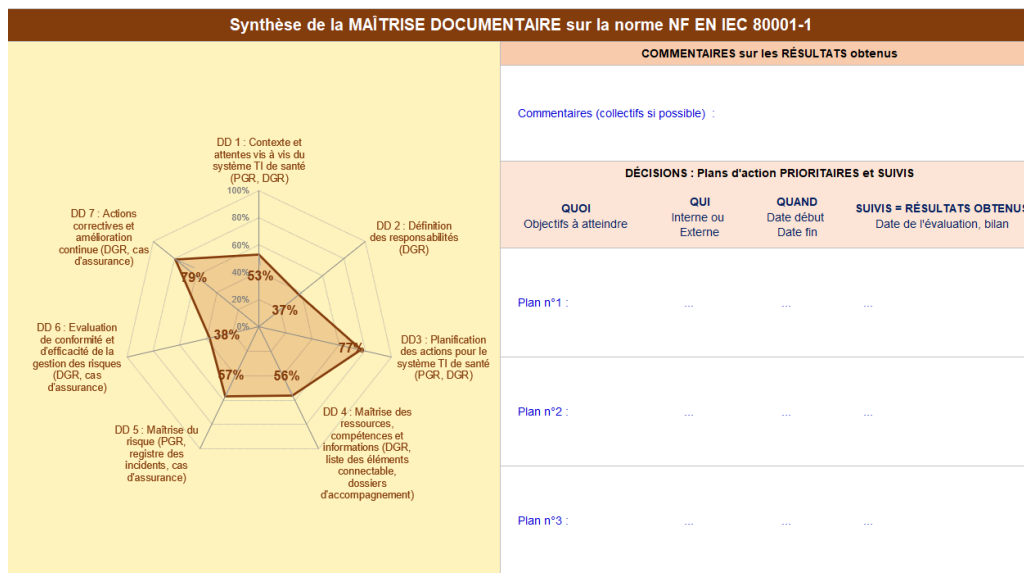 Synthèse de la MAÎTRISE DOCUMENTAIRE sur la norme NF EN IEC 80001-1
DD 1 : Contexte et
attentes vis à vis du
système TI de santé
(PGR, DGR)
100%
80%
60%
40%
20%
0%
DD 2 : Définition
des responsabilités
(DGR)
DD3 : Planification
des actions pour le
système TI de santé
(PGR, DGR)
DD 4 : Maîtrise des
ressources,
compétences et
informations (DGR,
liste des éléments
connectable,
dossiers
d'accompagnement)
DD 5 : Maîtrise du
risque (PGR,
registre des
incidents, cas
d'assurance)
DD 6 : Evaluation
de conformité et
d'efficacité de la
gestion des risques
(DGR, cas
d'assurance)
DD 7 : Actions
correctives et
amélioration
continue (DGR, cas
d'assurance)
53%
37%
77%
56%
57%
38%
79%
COMMENTAIRES sur les RÉSULTATS obtenus
Commentaires (collectifs si possible) :
DÉCISIONS : Plans d'action PRIORITAIRES et SUIVIS
QUOI
Objectifs à atteindre
QUI
Interne ou
Externe
QUAND
Date début
Date fin
SUIVIS = RÉSULTATS OBTENUS
Date de l'évaluation, bilan
Plan n°1 : ... ... ...
Plan n°2 : ... ... ...
Plan n°3 : ... ... ...